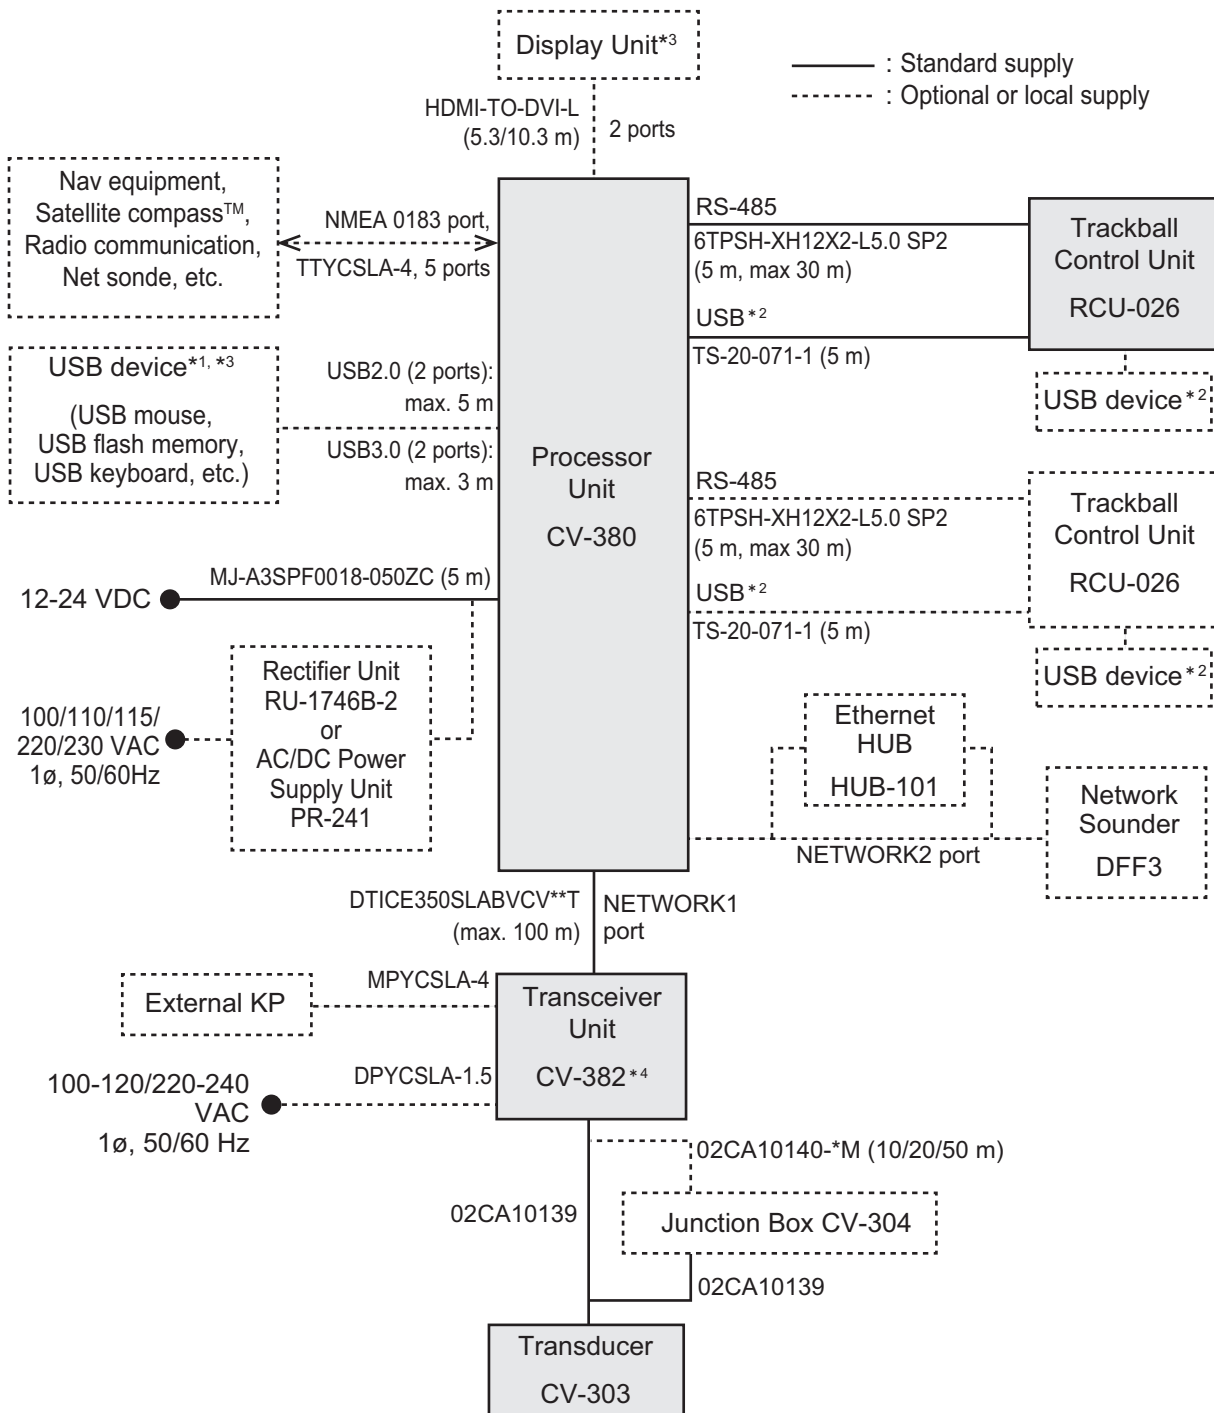 Display Unit*3
: Standard supply
: Optional or local supply
HDMI-TO-DVI-L
(5.3/10.3 m)
2 ports
Nav equipment,
Satellite compass™,
Radio communication,
Net sonde, etc.
NMEA 0183 port,
TTYCSLA-4, 5 ports
RS-485
6TPSH-XH12X2-L5.0 SP2
(5 m, max 30 m)
USB*2
TS-20-071-1 (5 m)
Trackball
Control Unit
RCU-026
USB device*2
USB device*1, *3
(USB mouse,
USB flash memory,
USB keyboard, etc.)
USB2.0 (2 ports):
max. 5 m
USB3.0 (2 ports):
max. 3 m
Processor
Unit
CV-380
RS-485
6TPSH-XH12X2-L5.0 SP2
(5 m, max 30 m)
USB*2
TS-20-071-1 (5 m)
Trackball
Control Unit
RCU-026
USB device*2
12-24 VDC
MJ-A3SPF0018-050ZC (5 m)
100/110/115/
220/230 VAC
1ø, 50/60Hz
Rectifier Unit
RU-1746B-2
or
AC/DC Power
Supply Unit
PR-241
Ethernet
HUB
HUB-101
NETWORK2 port
Network
Sounder
DFF3
DTICE350SLABVCV**T
(max. 100 m)
NETWORK1
port
External KP
MPYCSLA-4
Transceiver
Unit
CV-382*4
100-120/220-240
VAC
1ø, 50/60 Hz
DPYCSLA-1.5
02CA10140-*M (10/20/50 m)
02CA10139
Junction Box CV-304
02CA10139
Transducer
CV-303